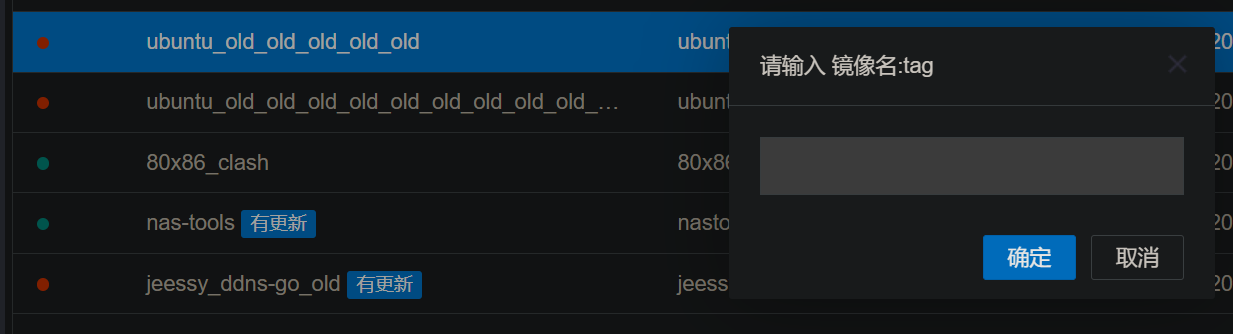 ubuntu_old_old_old_old_old
ubunt
20
请输入 镜像名:tag
ubuntu_old_old_old_old_old_old_old_old_old_…
ubunt
20
80x86_clash
80x86
20
nas-tools 有更新
nasto
20
jeessy_ddns-go_old 有更新
jeess
20
确定 取消